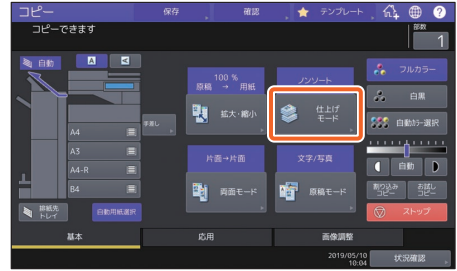 コピー
保存
確認
テンプレート
?
コピーできます
部数
1
自動
A
A
100 %
原稿 → 用紙
ノンソート
フルカラー
拡大・縮小
仕上げ
モード
白黒
自動カラー選択
手差し
A4
A3
A4-R
B4
片面→片面
文字/写真
自動
両面モード
原稿モード
割り込み
コピー
お試し
コピー
排紙先
トレイ
自動用紙選択
ストップ
基本
応用
画像調整
2019/05/10
10:04
状況確認